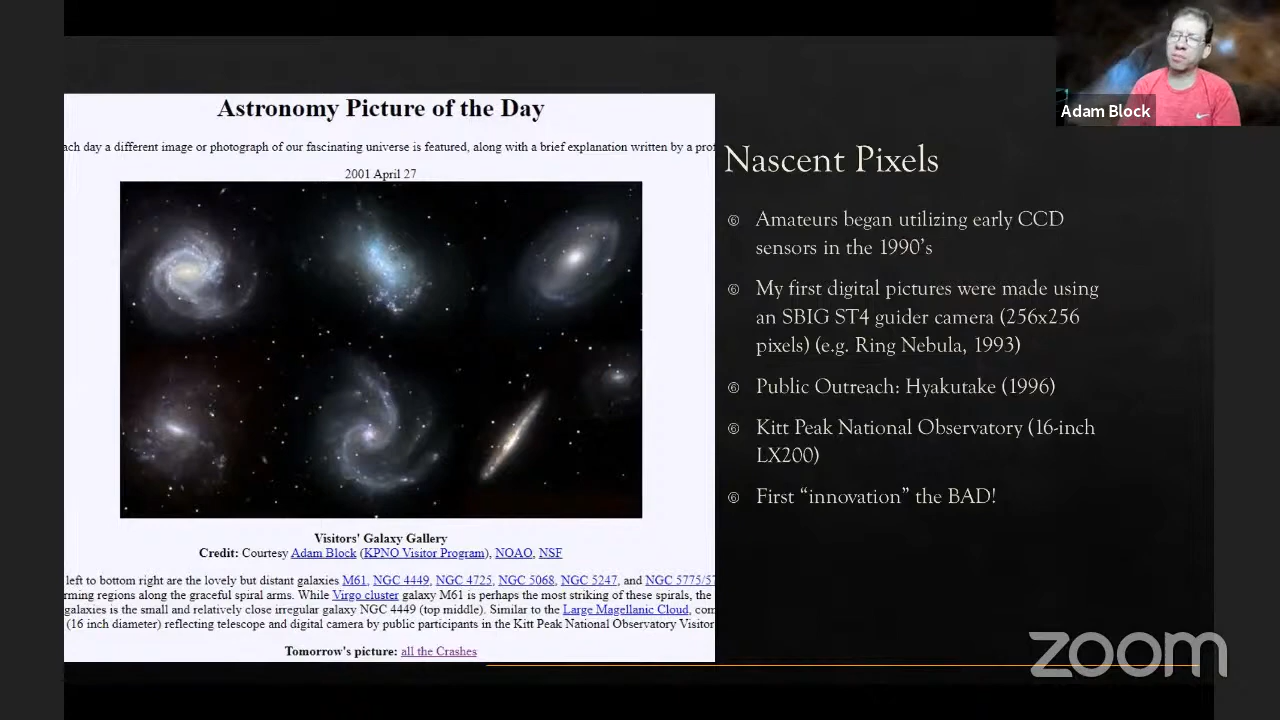 Adam Block
Astronomy Picture of the Day
ach day a different image or photograph of our fascinating universe is featured, along with a brief explanation written by a pro
2001 April 27
Visitors' Galaxy Gallery
Credit: Courtesy Adam Block (KPNO Visitor Program), NOAO, NSF
left to bottom right are the lovely but distant galaxies M61, NGC 4449, NGC 4725, NGC 5068, NGC 5247, and NGC 5775/57
rming regions along the graceful spiral arms. While Virgo cluster galaxy M61 is perhaps the most striking of these spirals, the
galaxies is the small and relatively close irregular galaxy NGC 4449 (top middle). Similar to the Large Magellanic Cloud, com
(16 inch diameter) reflecting telescope and digital camera by public participants in the Kitt Peak National Observatory Visitor
Tomorrow's picture: all the Crashes
Nascent Pixels
Amateurs began utilizing early CCD
sensors in the 1990's
My first digital pictures were made using
an SBIG ST4 guider camera (256x256
pixels) (e.g. Ring Nebula, 1993)
Public Outreach: Hyakutake (1996)
Kitt Peak National Observatory (16-inch
LX200)
First “innovation” the BAD!
zoom